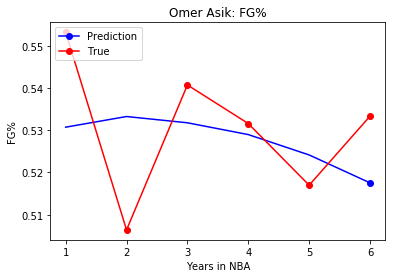 Omer Asik: FG%
Prediction
True
0.55
0.54
0.53
0.52
0.51
FG%
1 2 3 4 5 6
Years in NBA